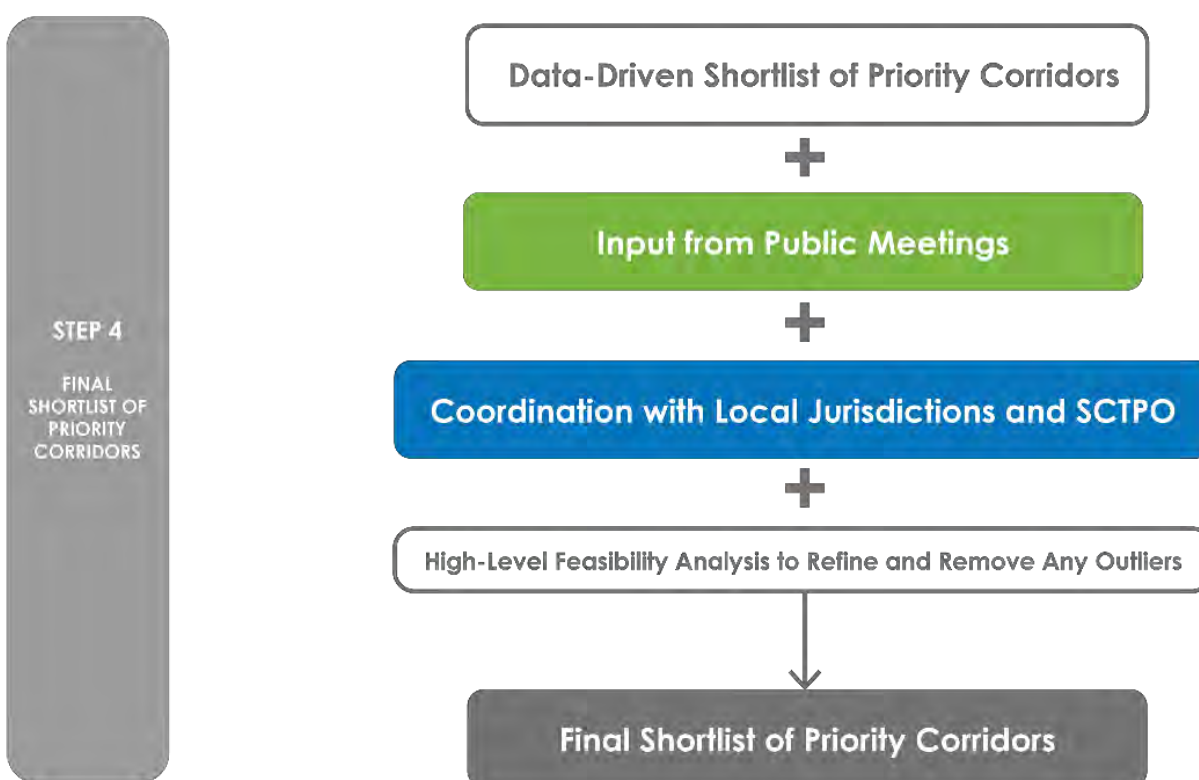 STEP 4
FINAL
SHORTLIST OF
PRIORITY
CORRIDORS
Data-Driven Shortlist of Priority Corridors
+
Input from Public Meetings
+
Coordination with Local Jurisdictions and SCTPO
+
High-Level Feasibility Analysis to Refine and Remove Any Outliers
Final Shortlist of Priority Corridors